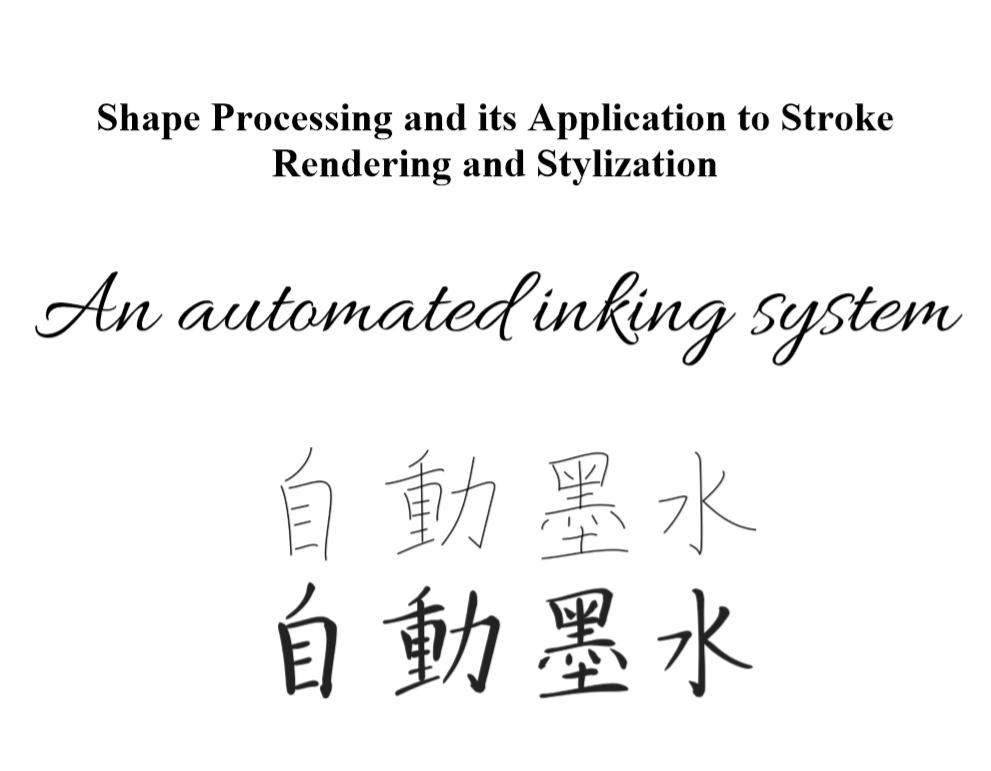 Shape Processing and its Application to Stroke
Rendering and Stylization
An automated inking system
自動墨水
自動墨水